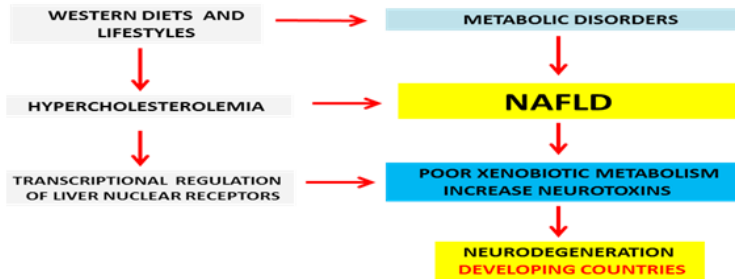 WESTERN DIETS AND
LIFESTYLES
METABOLIC DISORDERS
HYPERCHOLESTEROLEMIA
NAFLD
TRANSCRIPTIONAL REGULATION
OF LIVER NUCLEAR RECEPTORS
POOR XENOBIOTIC METABOLISM
INCREASE NEUROTOXINS
NEURODEGENERATION
DEVELOPING COUNTRIES